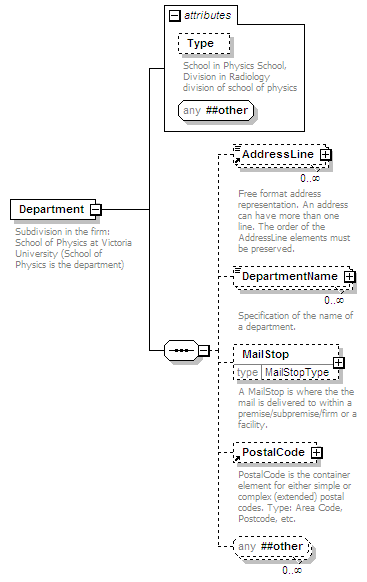 attributes
Type
School in Physics School,
Division in Radiology
division of school of physics
any ##other
Department
Subdivision in the firm:
School of Physics at Victoria
University (School of
Physics is the department)
AddressLine
0..∞
Free format address
representation. An address
can have more than one
line. The order of the
AddressLine elements must
be preserved.
DepartmentName
0..∞
Specification of the name of
a department.
MailStop
type MailStopType
A MailStop is where the the
mail is delivered to within a
premise/subpremise/firm or a
facility.
PostalCode
PostalCode is the container
element for either simple or
complex (extended) postal
codes. Type: Area Code,
Postcode, etc.
any ##other
0..∞